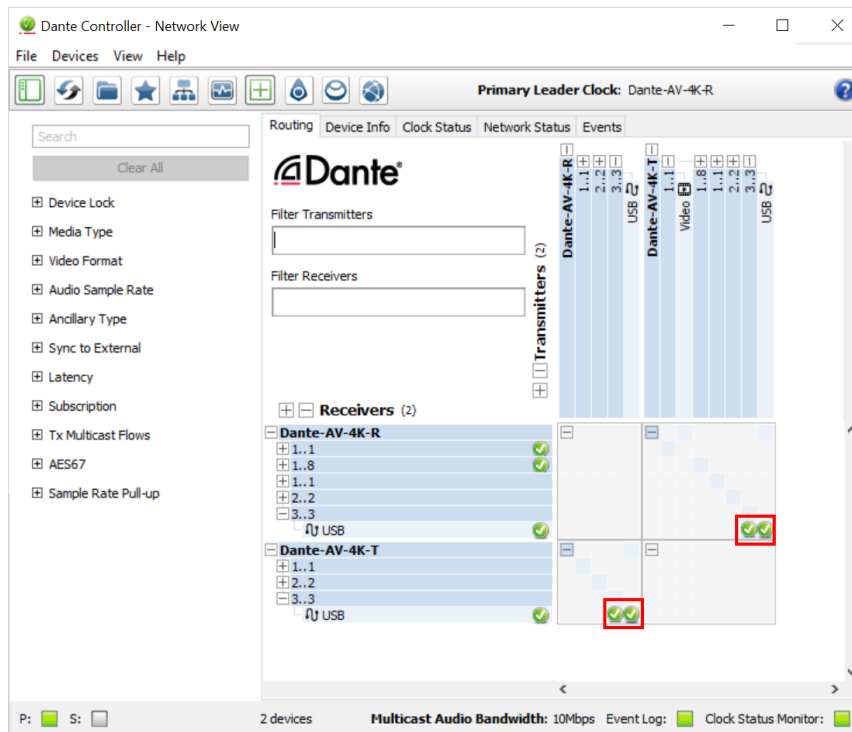 Dante Controller - Network View
File Devices View Help
Primary Leader Clock: Dante-AV-4K-R
?
Search
Clear All
Device Lock
Media Type
Video Format
Audio Sample Rate
Ancillary Type
Sync to External
Latency
Subscription
Tx Multicast Flows
AES67
Sample Rate Pull-up
Routing Device Info Clock Status Network Status Events
Dante®
Filter Transmitters
Filter Receivers
Transmitters (2)
Dante-AV-4K-R
1..1
2..2
3..3
USB
Dante-AV-4K-T
1..1
Video
1..8
1..1
2..2
3..3
USB
Receivers (2)
Dante-AV-4K-R
1..1
1..8
1..1
2..2
3..3
USB
Dante-AV-4K-T
1..1
2..2
3..3
USB
P: S: 2 devices Multicast Audio Bandwidth: 10Mbps Event Log: Clock Status Monitor: